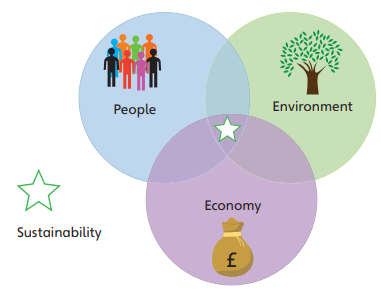 People
Environment
Economy
£
Sustainability